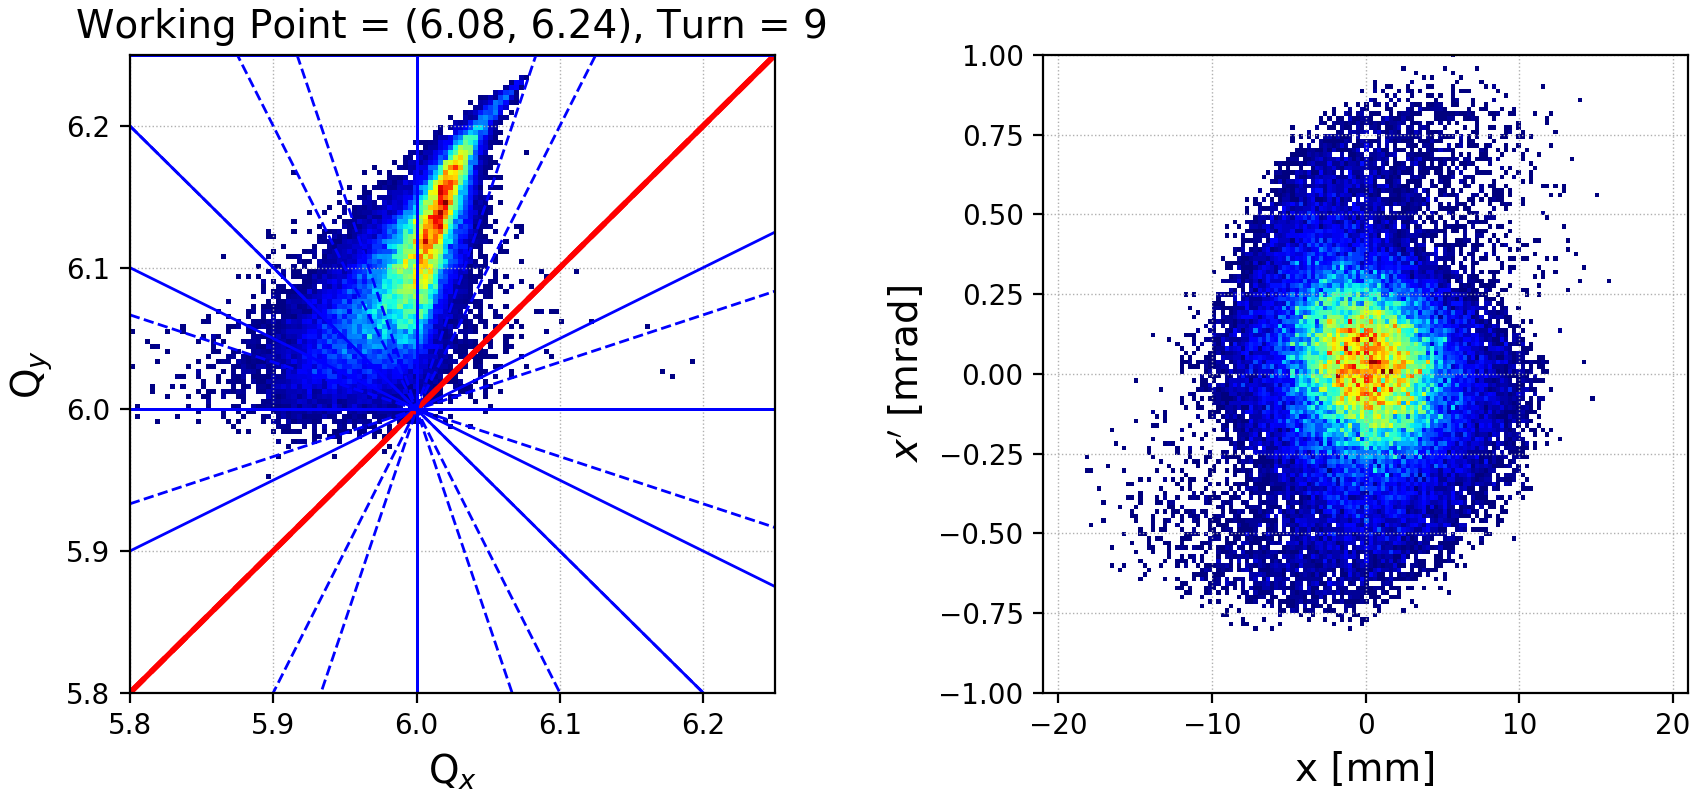 Working Point = (6.08, 6.24), Turn = 9
6.2
6.1
6.0
5.9
5.8
Q_y
5.8 5.9 6.0 6.1 6.2
Q_x
1.00
0.75
0.50
0.25
0.00
−0.25
−0.50
−0.75
−1.00
x′ [mrad]
−20 −10 0 10 20
x [mm]